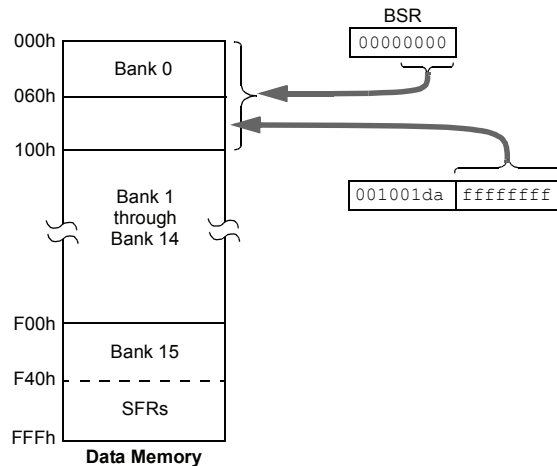 BSR
000h
00000000
Bank 0
060h
100h
001001da ffffffff
Bank 1
through
Bank 14
F00h
Bank 15
F40h
SFRs
FFFh
Data Memory